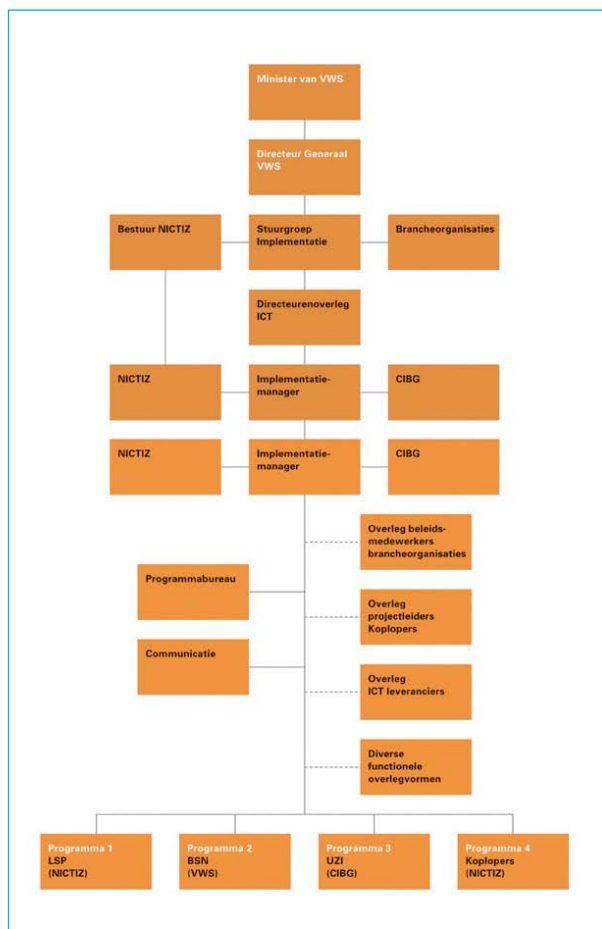 Minister van VWS
Directeur Generaal
VWS
Bestuur NICTIZ
Stuurgroep
Implementatie
Brancheorganisaties
Directeurenoverleg
ICT
NICTIZ
Implementatie-
manager
CIBG
NICTIZ
Implementatie-
manager
CIBG
Overleg beleids-
medewerkers
brancheorganisaties
Programmabureau
Overleg
projectleiders
Koplopers
Communicatie
Overleg
ICT leveranciers
Diverse
functionele
overlegvormen
Programma 1
LSP
(NICTIZ)
Programma 2
BSN
(VWS)
Programma 3
UZI
(CIBG)
Programma 4
Koplopers
(NICTIZ)